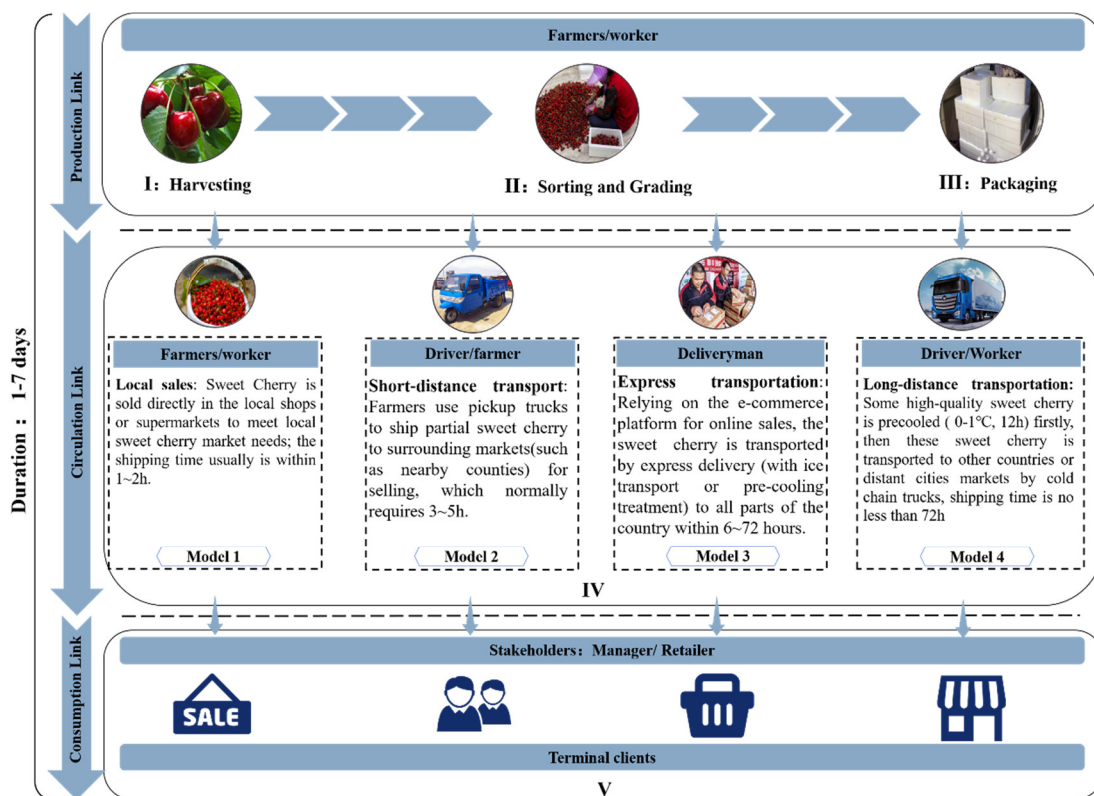 Duration : 1-7 days
Production Link
Farmers/worker
I: Harvesting
II: Sorting and Grading
III: Packaging
Circulation Link
Farmers/worker
Local sales: Sweet Cherry is
sold directly in the local shops
or supermarkets to meet local
sweet cherry market needs; the
shipping time usually is within
1~2h.
Model 1
Driver/farmer
Short-distance transport:
Farmers use pickup trucks
to ship partial sweet cherry
to surrounding markets(such
as nearby counties) for
selling, which normally
requires 3~5h.
Model 2
Deliveryman
Express transportation:
Relying on the e-commerce
platform for online sales, the
sweet cherry is transported
by express delivery (with ice
transport or pre-cooling
treatment) to all parts of the
country within 6~72 hours.
Model 3
Driver/Worker
Long-distance transportation:
Some high-quality sweet cherry
is precooled ( 0-1°C, 12h) firstly,
then these sweet cherry is
transported to other countries or
distant cities markets by cold
chain trucks, shipping time is no
less than 72h
Model 4
IV
Consumption Link
Stakeholders: Manager/ Retailer
SALE
Terminal clients
V